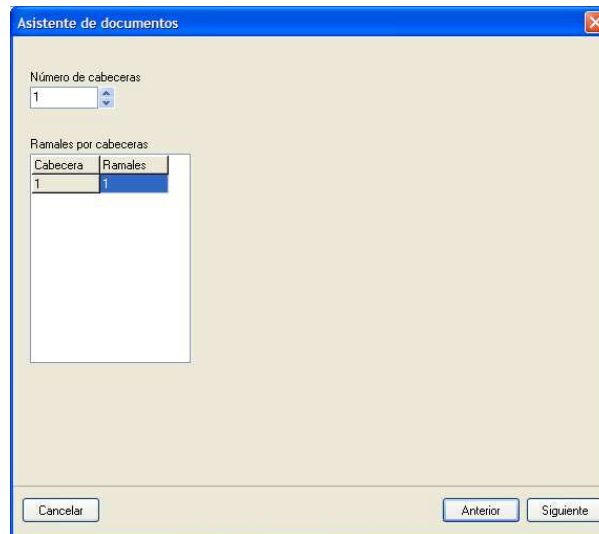 Asistente de documentos
Número de cabeceras
1
Ramales por cabeceras
Cabecera Ramales
1 1
Cancelar Anterior Siguiente